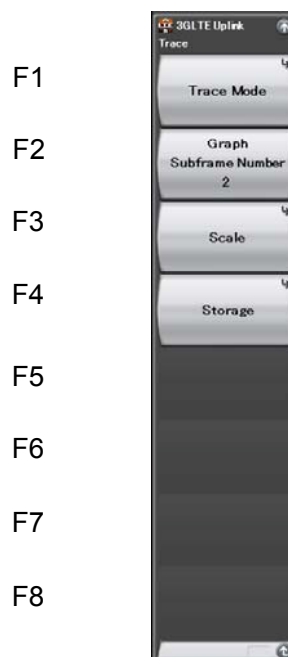 3GLTE Uplink
Trace
F1
Trace Mode
F2
Graph
Subframe Number
2
F3
Scale
F4
Storage
F5
F6
F7
F8